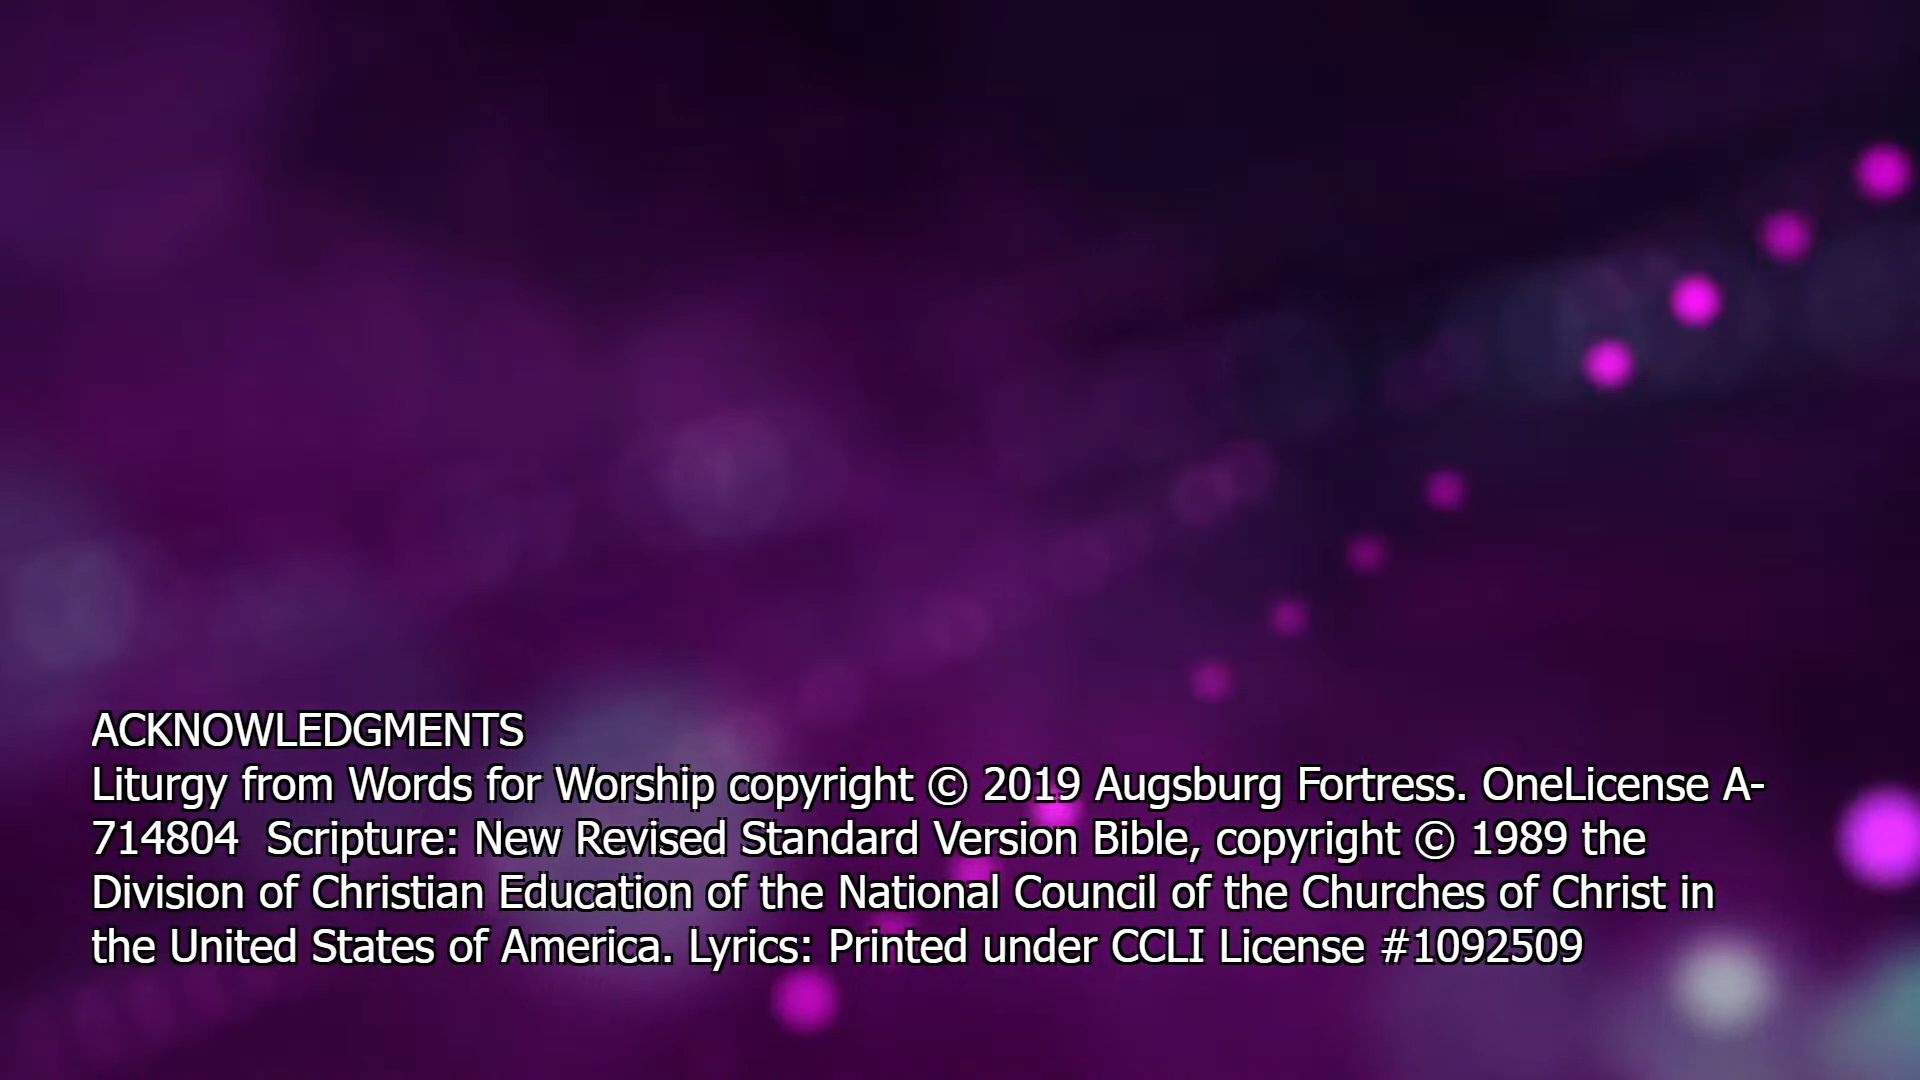 ACKNOWLEDGMENTS
Liturgy from Words for Worship copyright © 2019 Augsburg Fortress. OneLicense A-
714804  Scripture: New Revised Standard Version Bible, copyright © 1989 the
Division of Christian Education of the National Council of the Churches of Christ in
the United States of America. Lyrics: Printed under CCLI License #1092509